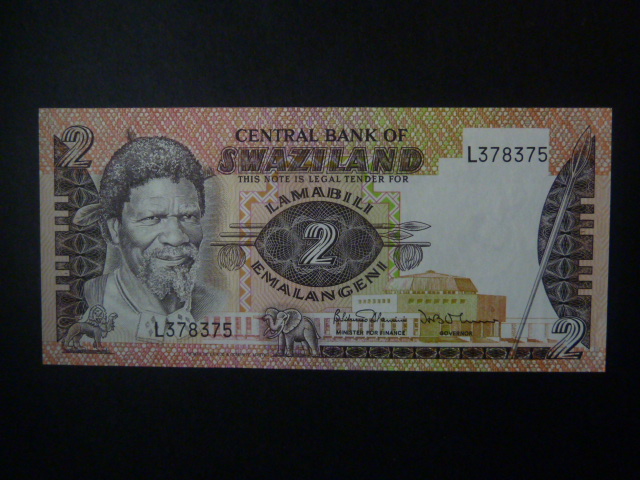 2
CENTRAL BANK OF
SWAZILAND
L378375
THIS NOTE IS LEGAL TENDER FOR
LAMABILI
2
EMALANGENI
L378375
MINISTER FOR FINANCE
GOVERNOR
2